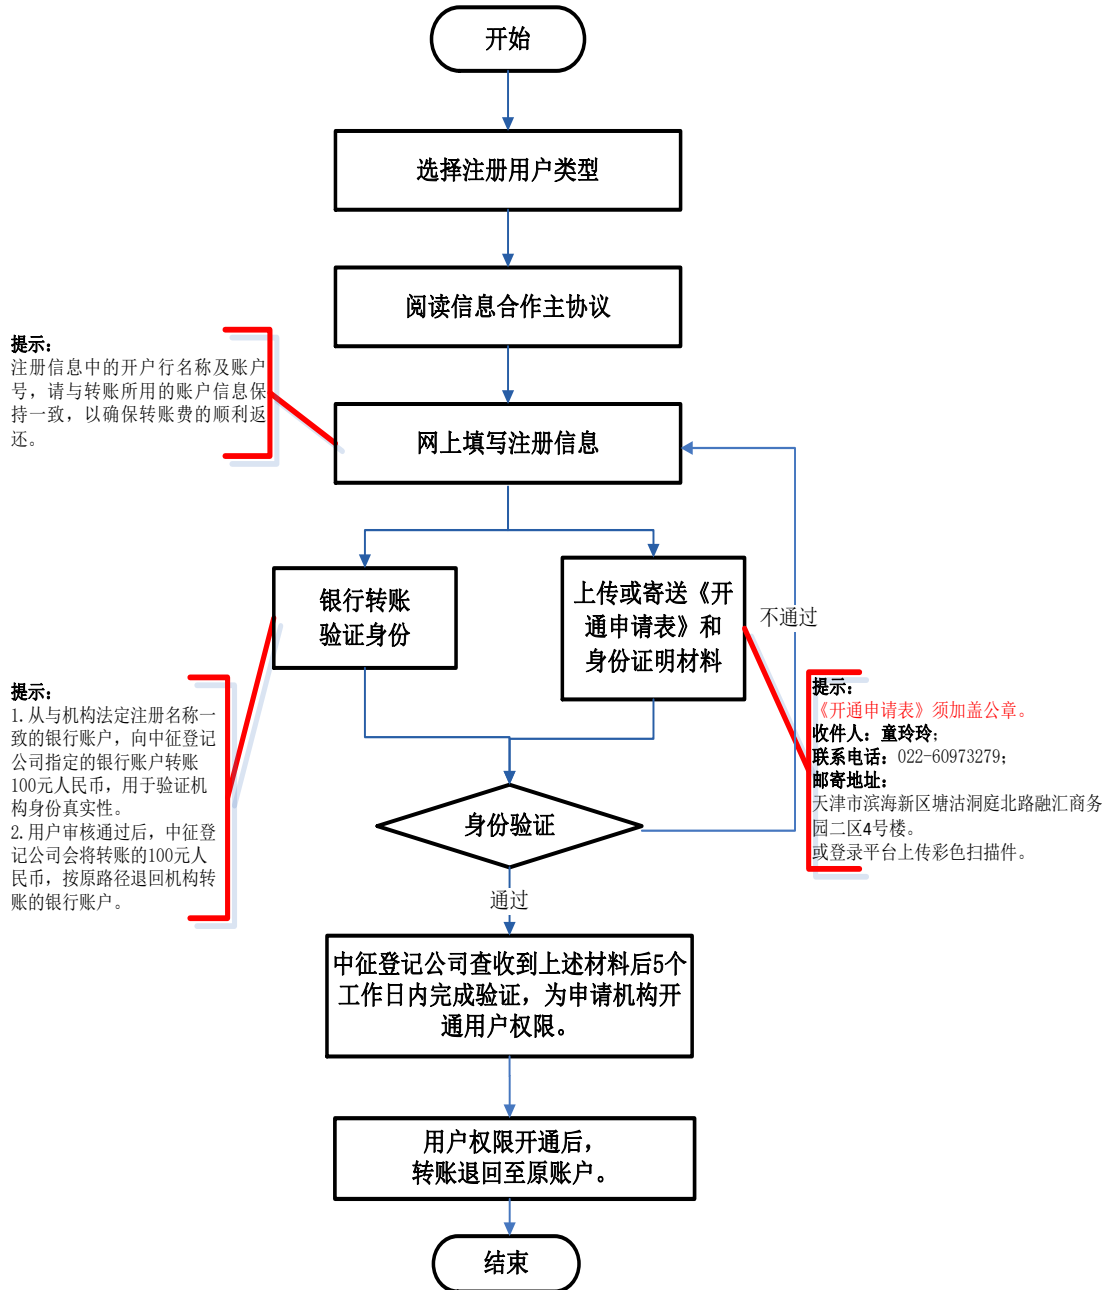 开始
选择注册用户类型
阅读信息合作主协议
提示：
注册信息中的开户行名称及账户
号，请与转账所用的账户信息保
持一致，以确保转账费的顺利返
还。
网上填写注册信息
银行转账
验证身份
上传或寄送《开
通申请表》和
身份证明材料
不通过
提示：
1.从与机构法定注册名称一
致的银行账户，向中征登记
公司指定的银行账户转账
100元人民币，用于验证机
构身份真实性。
2.用户审核通过后，中征登
记公司会将转账的100元人
民币，按原路径退回机构转
账的银行账户。
提示：
《开通申请表》须加盖公章。
收件人：童玲玲；
联系电话：022-60973279；
邮寄地址：
天津市滨海新区塘沽洞庭北路融汇商务
园二区4号楼。
或登录平台上传彩色扫描件。
身份验证
通过
中征登记公司查收到上述材料后5个
工作日内完成验证，为申请机构开
通用户权限。
用户权限开通后，
转账退回至原账户。
结束